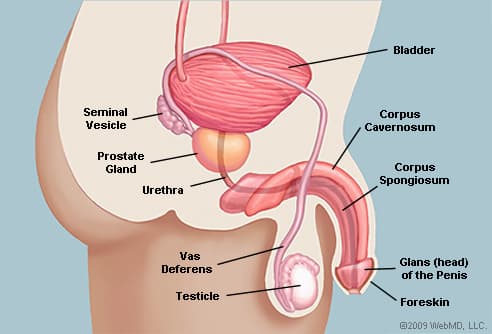 Bladder
Seminal
Vesicle
Corpus
Cavernosum
Prostate
Gland
Corpus
Spongiosum
Urethra
Vas
Deferens
Glans (head)
of the Penis
Testicle
Foreskin
©2009 WebMD, LLC.